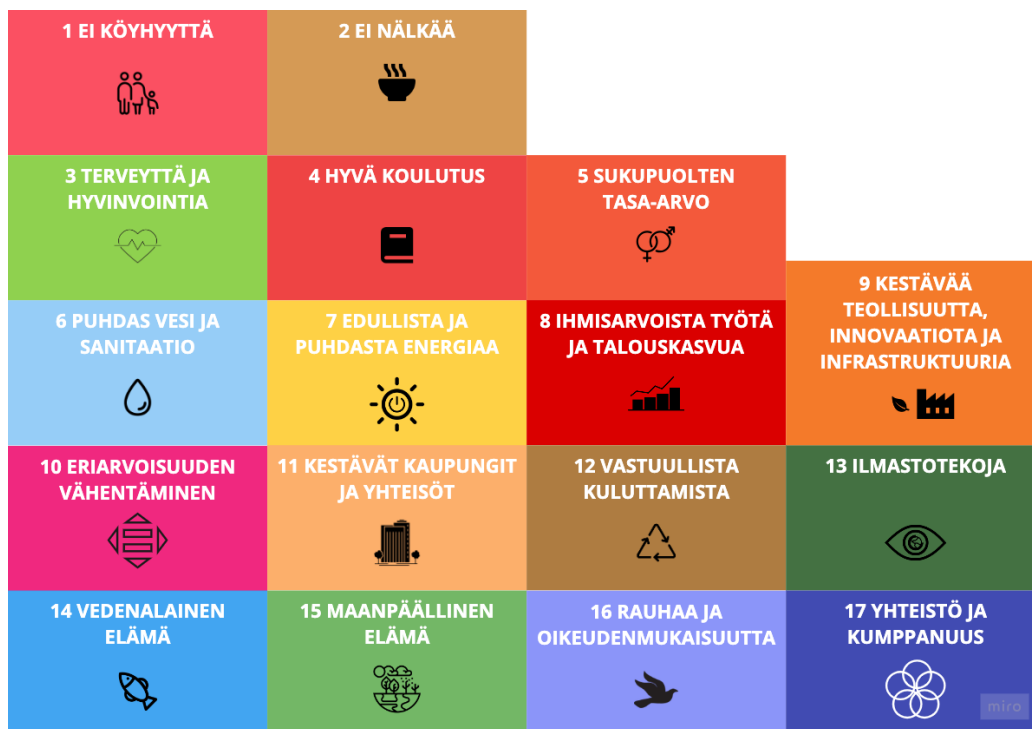 1 EI KÖYHYYTTÄ
2 EI NÄLKÄÄ
3 TERVEYTTÄ JA
HYVINVOINTIA
4 HYVÄ KOULUTUS
5 SUKUPUOLTEN
TASA-ARVO
6 PUHDAS VESI JA
SANITAATIO
7 EDULLISTA JA
PUHDASTA ENERGIAA
8 IHMISARVOISTA TYÖTÄ
JA TALOUSKASVUA
9 KESTÄVÄÄ
TEOLLISUUTTA,
INNOVAATIOTA JA
INFRASTRUKTUURIA
10 ERIARVOISUUDEN
VÄHENTÄMINEN
11 KESTÄVÄT KAUPUNGIT
JA YHTEISÖT
12 VASTUULLISTA
KULUTTAMISTA
13 ILMASTOTEKOJA
14 VEDENALAINEN
ELÄMÄ
15 MAANPÄÄLLINEN
ELÄMÄ
16 RAUHAA JA
OIKEUDENMUKAISUUTTA
17 YHTEISTÖ JA
KUMPPANUUS
miro